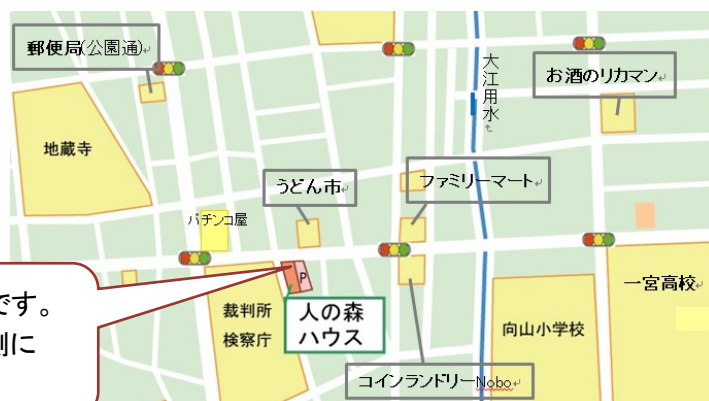 郵便局(公園通)
大江用水
お酒のリカマン
地蔵寺
うどん市
ファミリーマート
パチンコ屋
一宮高校
です。
側に
P
裁判所
検察庁
人の森
ハウス
向山小学校
コインランドリーNobo